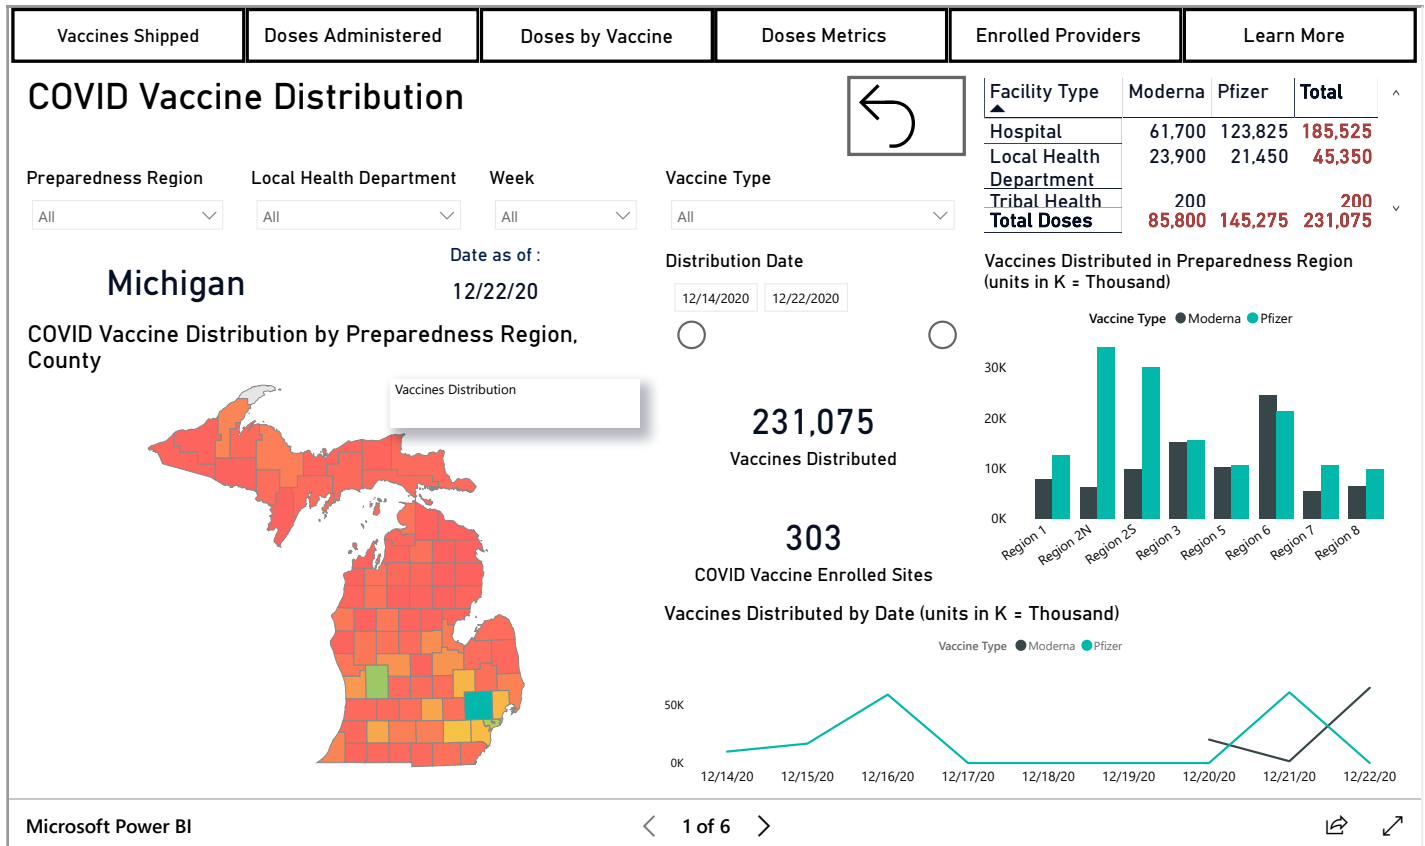 Vaccines Shipped
Doses Administered
Doses by Vaccine
Doses Metrics
Enrolled Providers
Learn More
COVID Vaccine Distribution
Facility Type Moderna Pfizer Total
Hospital 61,700 123,825 185,525
Local Health 23,900 21,450 45,350
Department
Tribal Health 200 200
Total Doses 85,800 145,275 231,075
Preparedness Region
Local Health Department
Week
Vaccine Type
All
All
All
All
Michigan
Date as of :
12/22/20
Distribution Date
12/14/2020
12/22/2020
COVID Vaccine Distribution by Preparedness Region,
County
Vaccines Distribution
231,075
Vaccines Distributed
303
COVID Vaccine Enrolled Sites
Vaccines Distributed in Preparedness Region
(units in K = Thousand)
Vaccine Type Moderna Pfizer
30K
20K
10K
0K
Region 1
Region 2N
Region 2S
Region 3
Region 5
Region 6
Region 7
Region 8
Vaccines Distributed by Date (units in K = Thousand)
Vaccine Type Moderna Pfizer
50K
0K
12/14/20
12/15/20
12/16/20
12/17/20
12/18/20
12/19/20
12/20/20
12/21/20
12/22/20
Microsoft Power BI
1 of 6